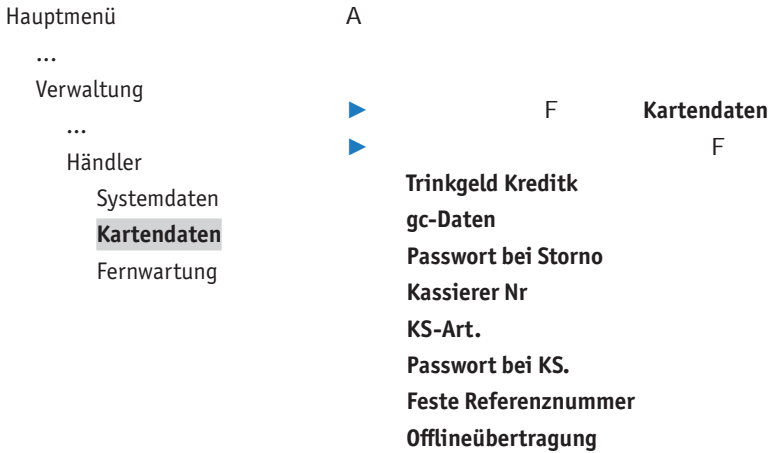 Hauptmenü
...
Verwaltung
...
Händler
Systemdaten
Kartendaten
Fernwartung
A
► F Kartendaten
► F
Trinkgeld Kreditk
gc-Daten
Passwort bei Storno
Kassierer Nr
KS-Art.
Passwort bei KS.
Feste Referenznummer
Offlineübertragung